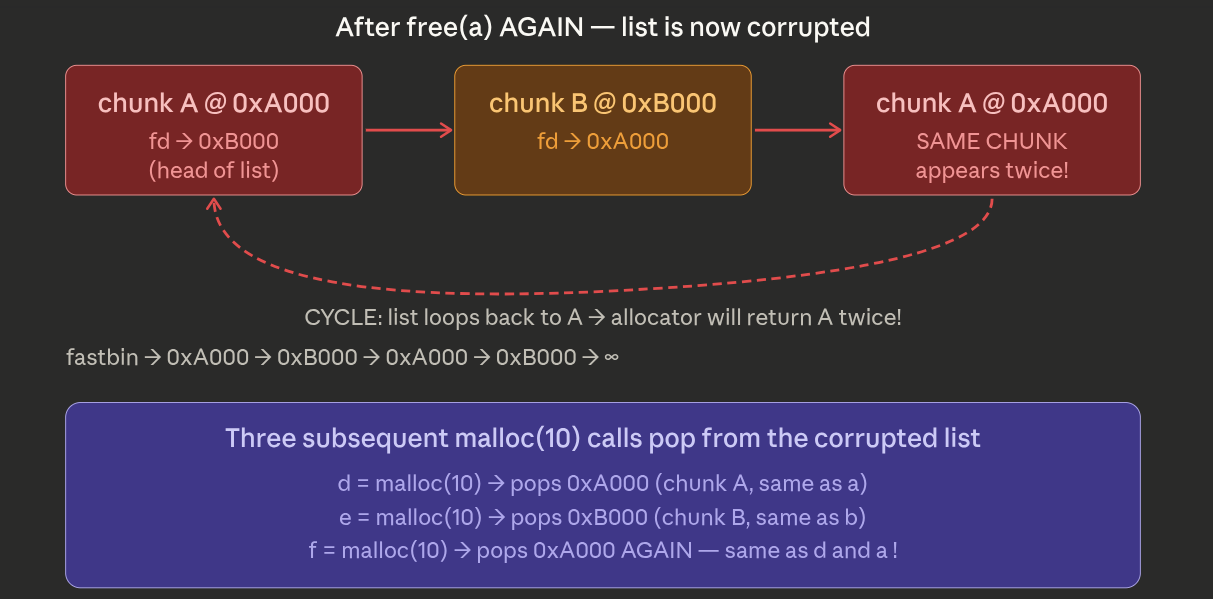 After free(a) AGAIN — list is now corrupted
chunk A @ 0xA000
fd → 0xB000
(head of list)
chunk B @ 0xB000
fd → 0xA000
chunk A @ 0xA000
SAME CHUNK
appears twice!
CYCLE: list loops back to A → allocator will return A twice!
fastbin → 0xA000 → 0xB000 → 0xA000 → 0xB000 → ∞
Three subsequent malloc(10) calls pop from the corrupted list
d = malloc(10) → pops 0xA000 (chunk A, same as a)
e = malloc(10) → pops 0xB000 (chunk B, same as b)
f = malloc(10) → pops 0xA000 AGAIN — same as d and a !